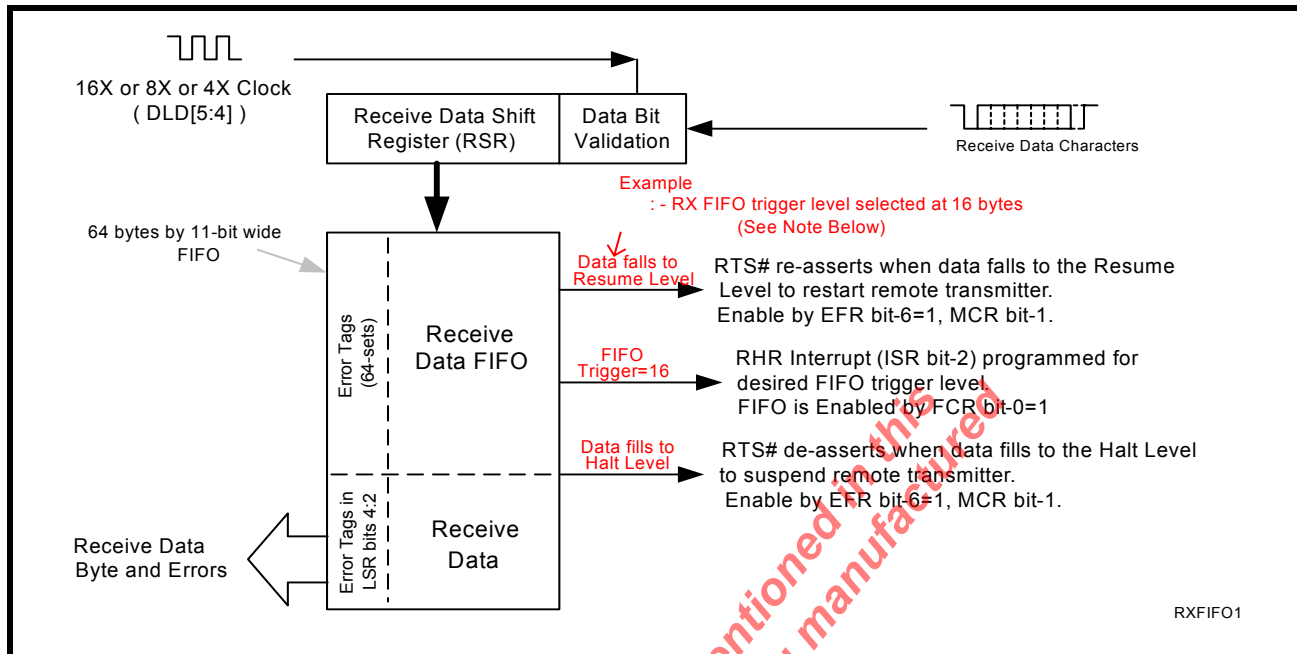 16X or 8X or 4X Clock
( DLD[5:4] )
Receive Data Shift
Register (RSR)
Data Bit
Validation
Receive Data Characters
Example
: - RX FIFO trigger level selected at 16 bytes
(See Note Below)
64 bytes by 11-bit wide
FIFO
Data falls to
Resume Level
RTS# re-asserts when data falls to the Resume
Level to restart remote transmitter.
Enable by EFR bit-6=1, MCR bit-1.
Error Tags
(64-sets)
Receive
Data FIFO
FIFO
Trigger=16
RHR Interrupt (ISR bit-2) programmed for
desired FIFO trigger level.
FIFO is Enabled by FCR bit-0=1
Data fills to
Halt Level
RTS# de-asserts when data fills to the Halt Level
to suspend remote transmitter.
Enable by EFR bit-6=1, MCR bit-1.
Receive Data
Byte and Errors
Error Tags in
LSR bits 4:2
Receive
Data
mentioned in this
manufactured
RXFIFO1